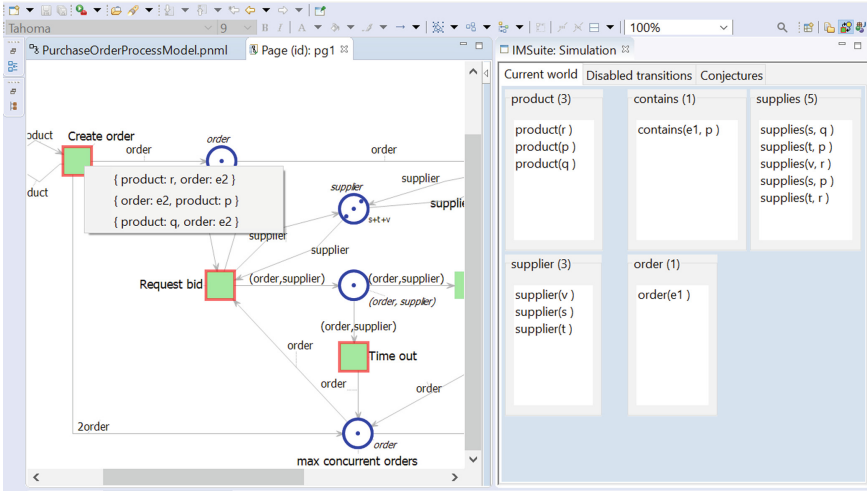 Tahoma 9 B I A 100%
PurchaseOrderProcessModel.pnml Page (id): pg1
IMSuite: Simulation
Current world Disabled transitions Conjectures
Create order
order
order
order
duct
{ product: r, order: e2 }
{ order: e2, product: p }
{ product: q, order: e2 }
supplier
supplier
supplie
s+t+v
supplier
supplier
Request bid
(order,supplier)
(order,supplier)
(order, supplier)
(order,supplier)
order
Time out
order
order
2order
order
max concurrent orders
product (3)
product(r )
product(p )
product(q )
contains (1)
contains(e1, p )
supplies (5)
supplies(s, q )
supplies(t, p )
supplies(v, r )
supplies(s, p )
supplies(t, r )
supplier (3)
supplier(v )
supplier(s )
supplier(t )
order (1)
order(e1 )